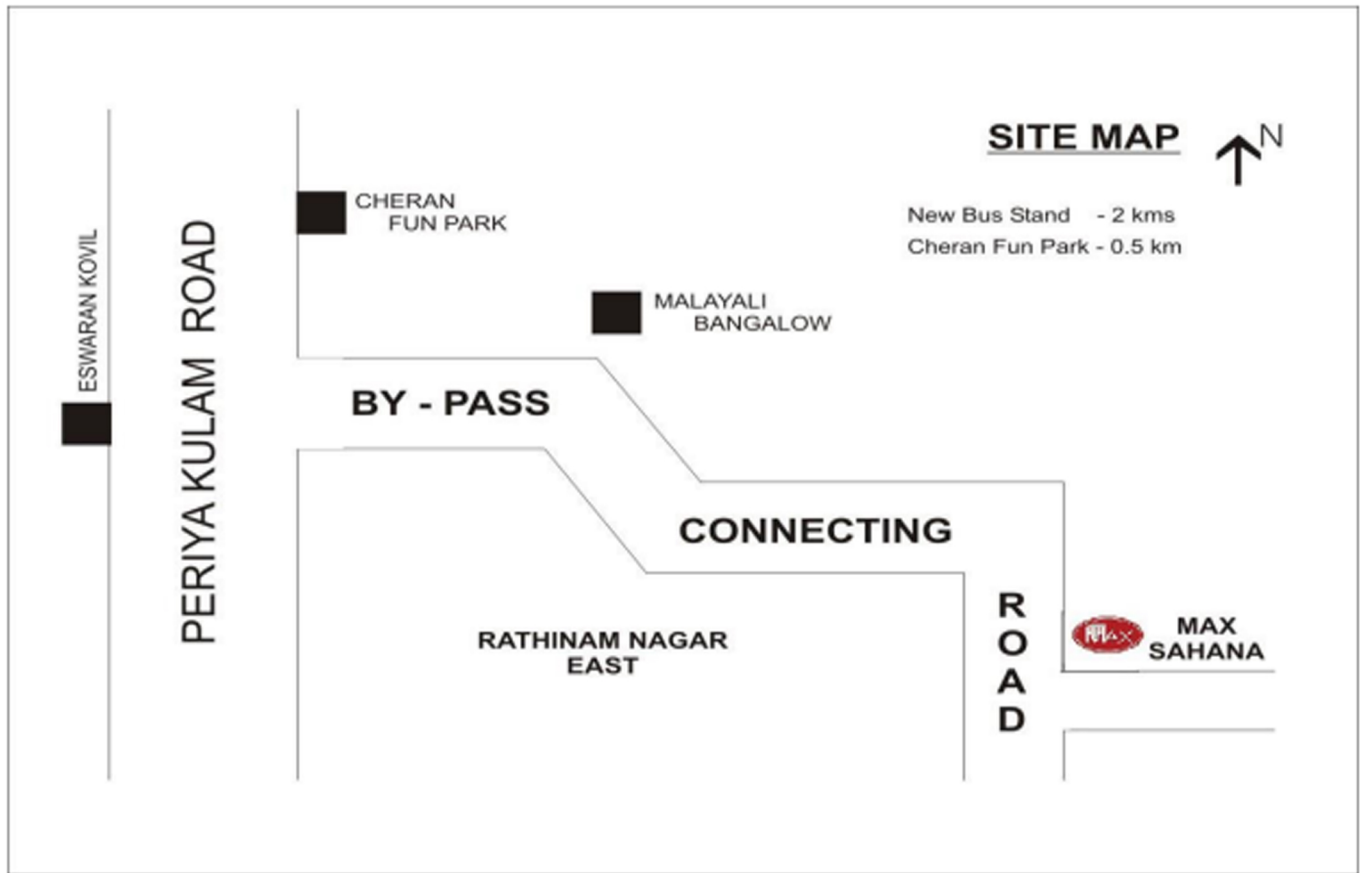 SITE MAP
N
New Bus Stand - 2 kms
Cheran Fun Park - 0.5 km
CHERAN
FUN PARK
ESWARAN KOVIL
PERIYA KULAM ROAD
MALAYALI
BANGALOW
BY - PASS
CONNECTING
ROAD
RATHINAM NAGAR
EAST
MAX
SAHANA